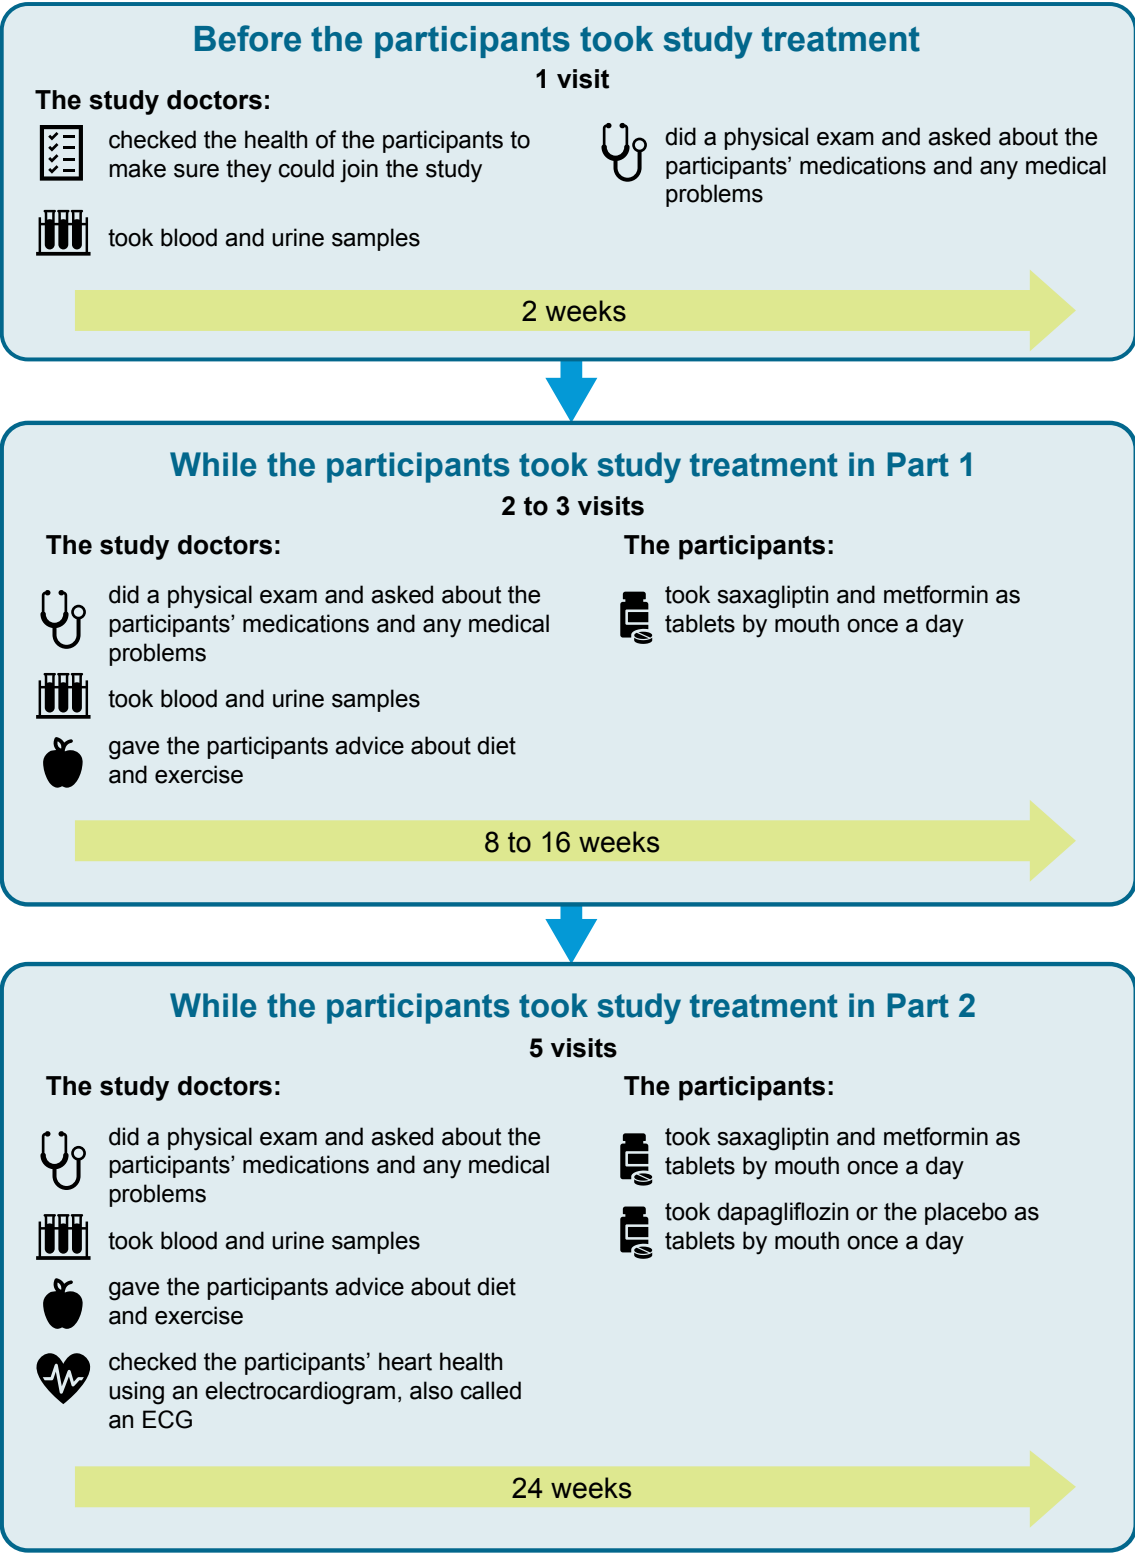 Before the participants took study treatment
1 visit
The study doctors:
checked the health of the participants to
make sure they could join the study
took blood and urine samples
did a physical exam and asked about the
participants’ medications and any medical
problems
2 weeks
While the participants took study treatment in Part 1
2 to 3 visits
The study doctors:
did a physical exam and asked about the
participants’ medications and any medical
problems
took blood and urine samples
gave the participants advice about diet
and exercise
The participants:
took saxagliptin and metformin as
tablets by mouth once a day
8 to 16 weeks
While the participants took study treatment in Part 2
5 visits
The study doctors:
did a physical exam and asked about the
participants’ medications and any medical
problems
took blood and urine samples
gave the participants advice about diet
and exercise
checked the participants’ heart health
using an electrocardiogram, also called
an ECG
The participants:
took saxagliptin and metformin as
tablets by mouth once a day
took dapagliflozin or the placebo as
tablets by mouth once a day
24 weeks